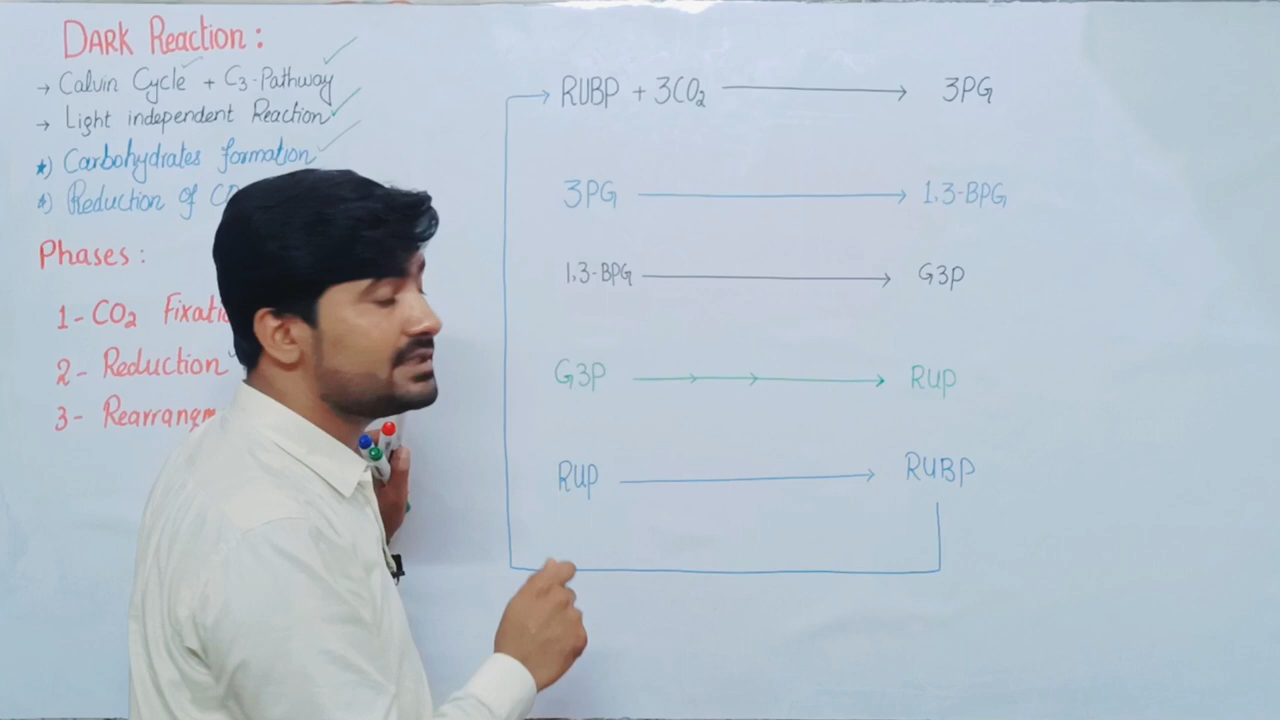 DARK Reaction:
→ Calvin Cycle + C3-Pathway
→ Light independent Reaction
*) Carbohydrates formation
*) Reduction of
Phases:
1- CO2
2- Reduction
3-
RUBP + 3CO2 → 3PG
3PG → 1,3-BPG
1,3-BPG → G3P
G3P → RUP
RUP → RUBP